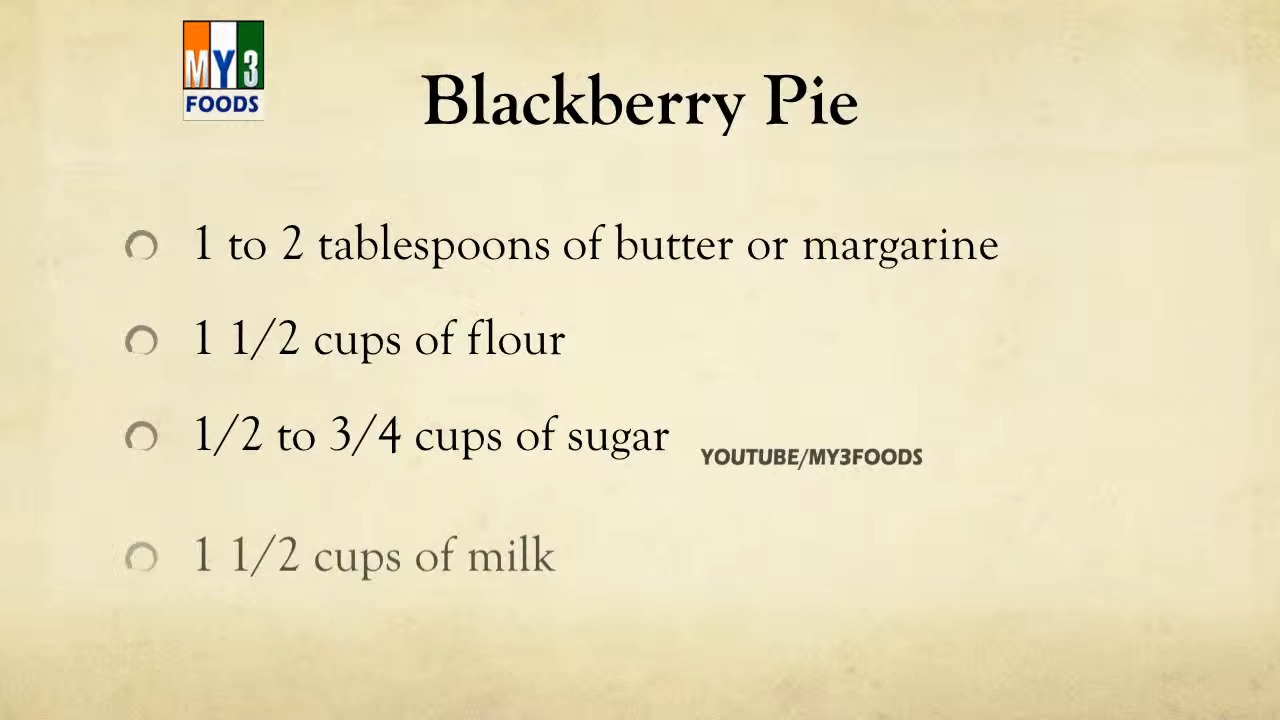 MY3
FOODS
Blackberry Pie
1 to 2 tablespoons of butter or margarine
1 1/2 cups of flour
1/2 to 3/4 cups of sugar
YOUTUBE/MY3FOODS
1 1/2 cups of milk